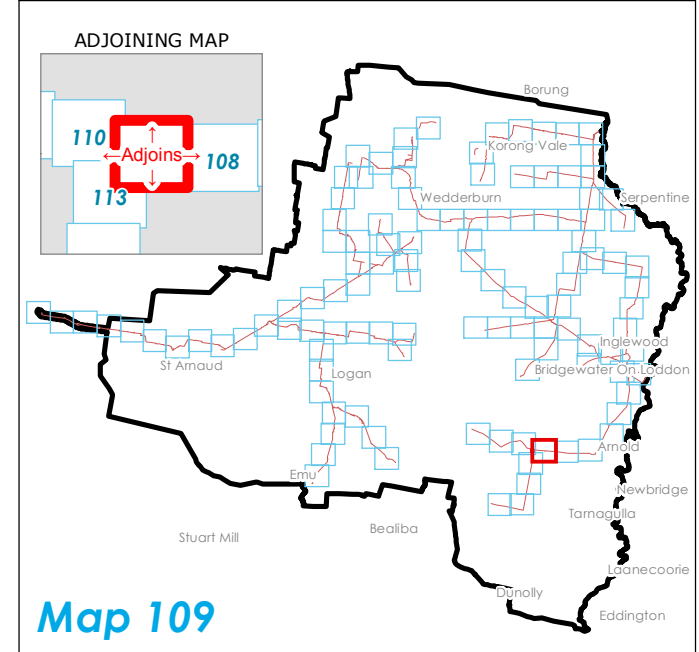 ADJOINING MAP
110
Adjoins
108
113
Borung
Korong Vale
Wedderburn
Serpentine
Inglewood
St Arnaud
Bridgewater On Loddon
Logan
Arnold
Emu
Newbridge
Tarnagulla
Bealiba
Stuart Mill
Laanecoorie
Dunolly
Eddington
Map 109